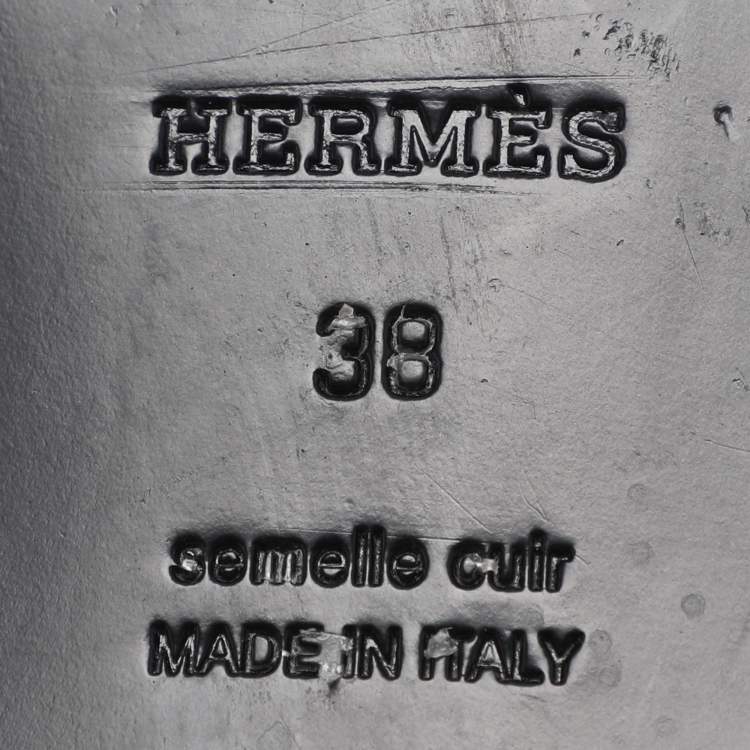 HERMÈS
38
semelle cuir
MADE IN ITALY